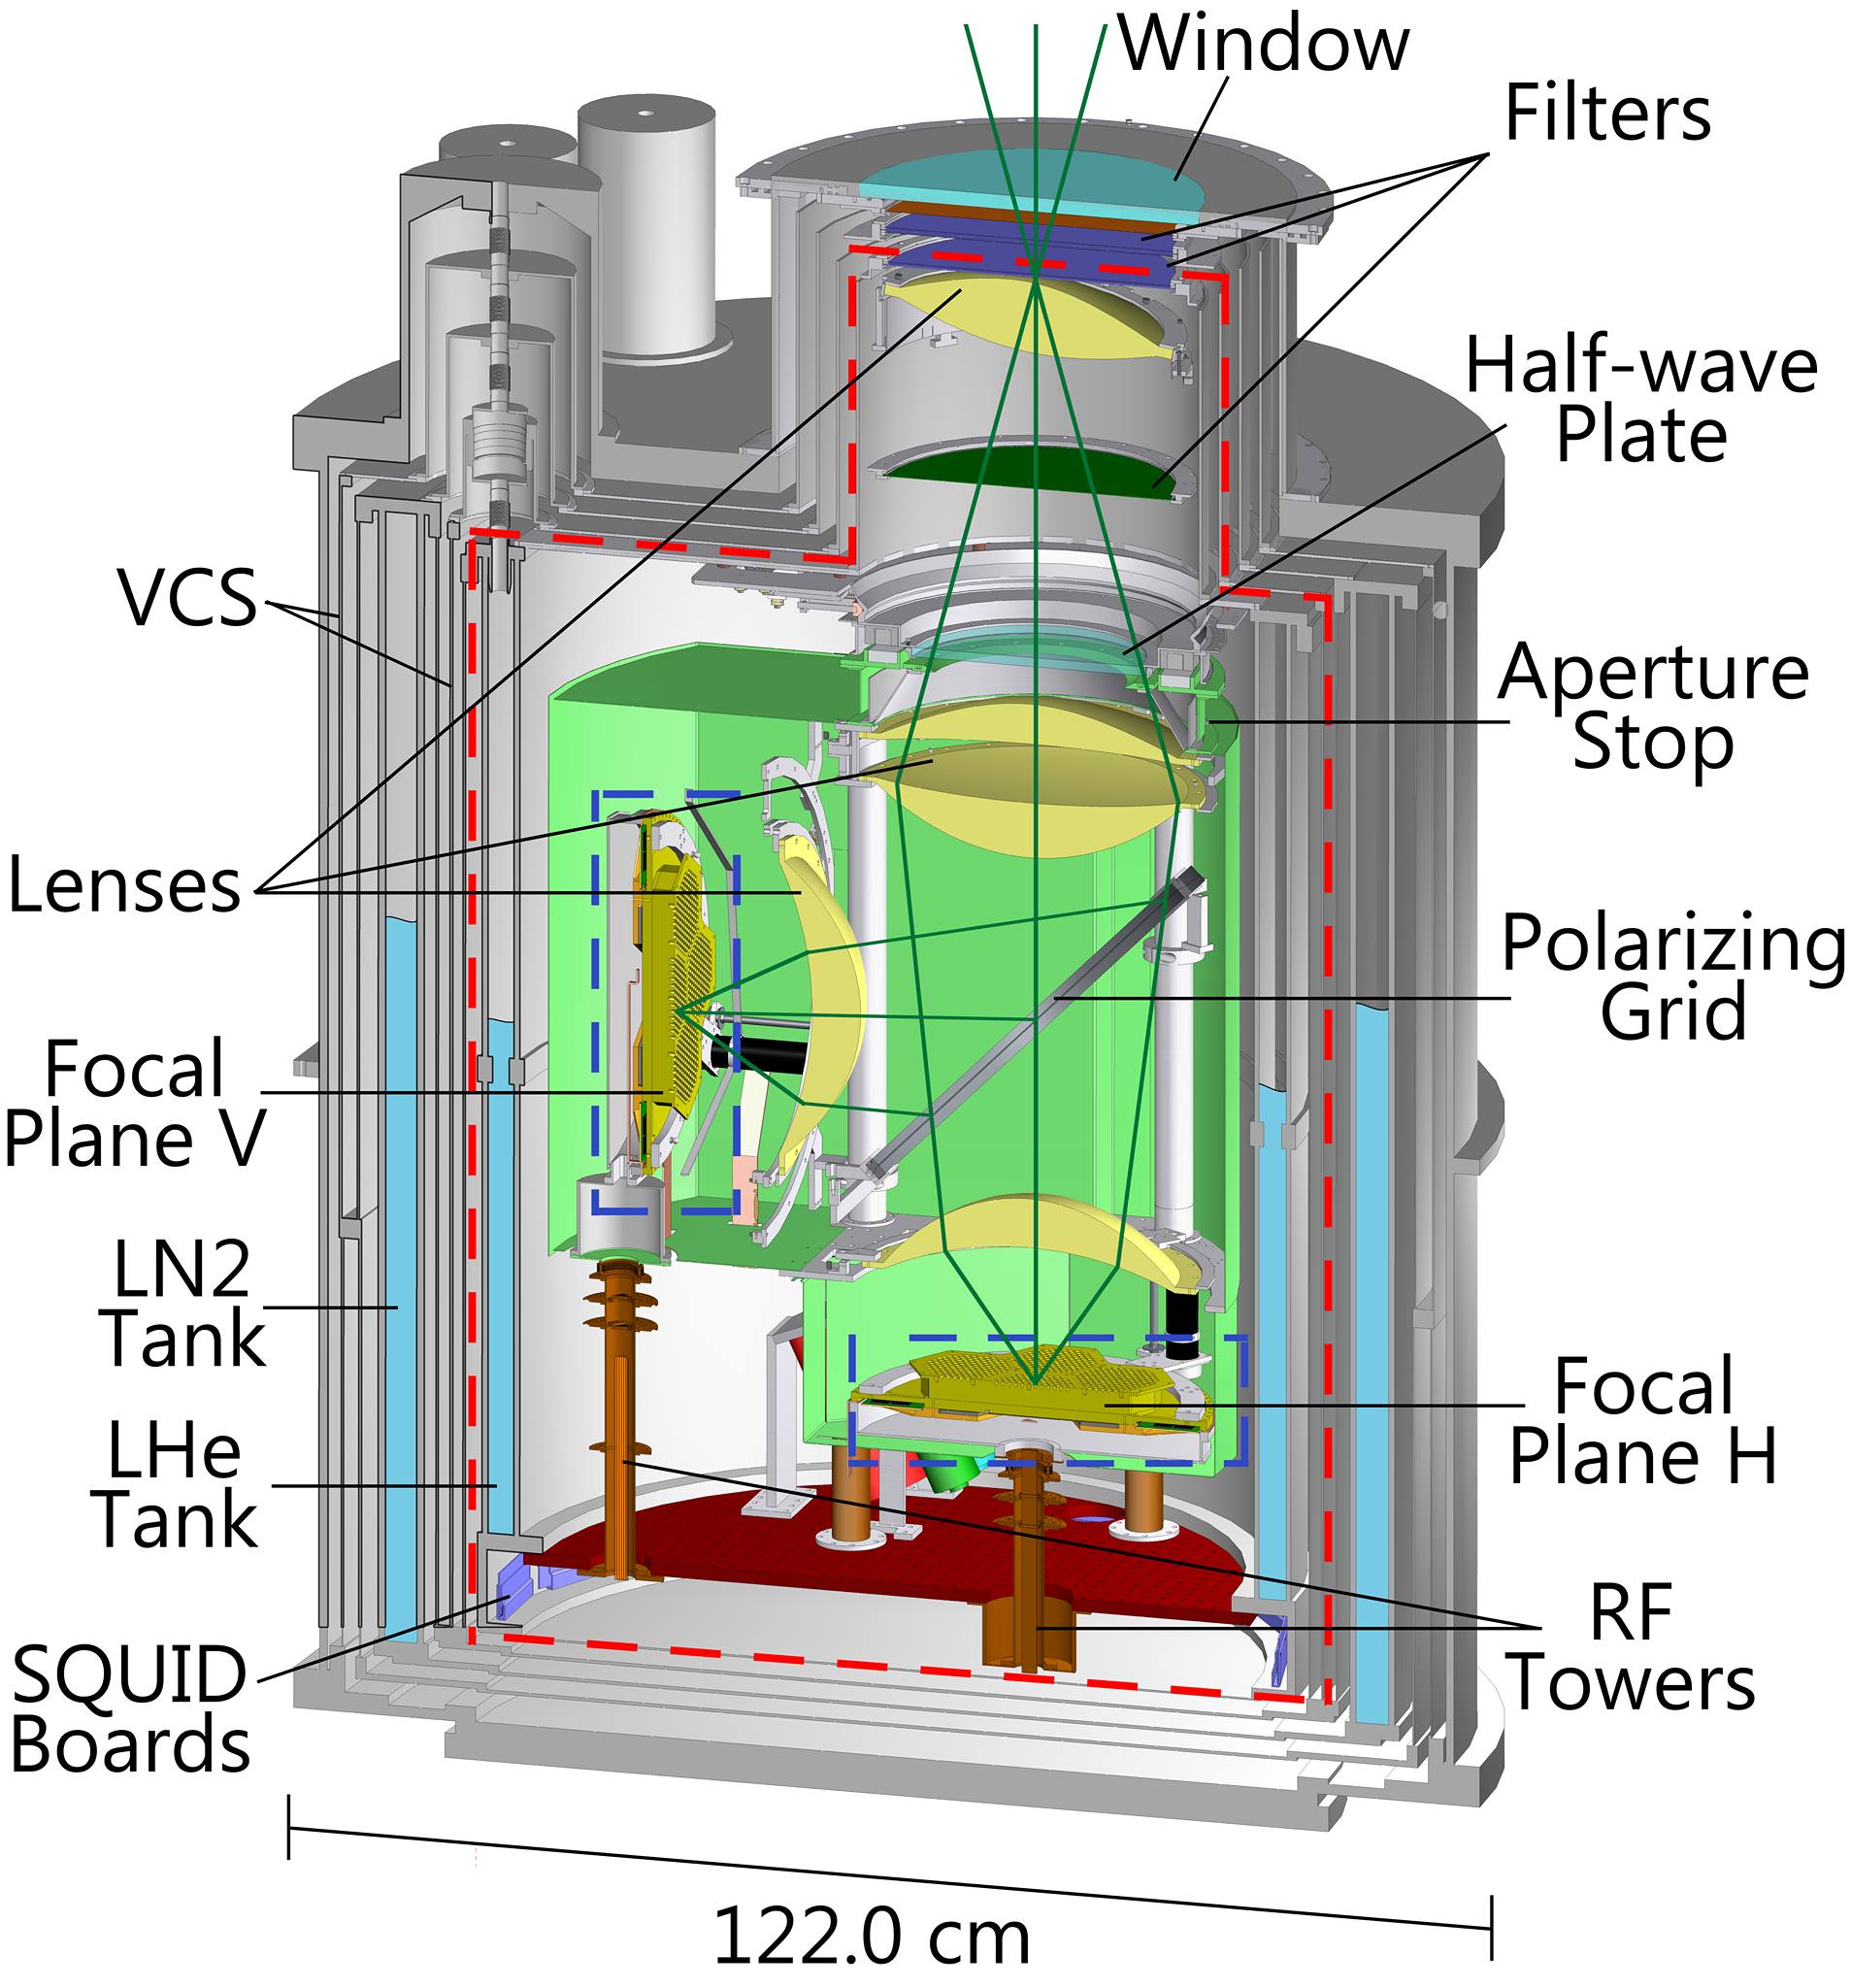 Window
Filters
Half-wave
Plate
VCS
Aperture
Stop
Lenses
Polarizing
Grid
Focal
Plane V
LN2
Tank
Focal
Plane H
LHe
Tank
RF
Towers
SQUID
Boards
122.0 cm